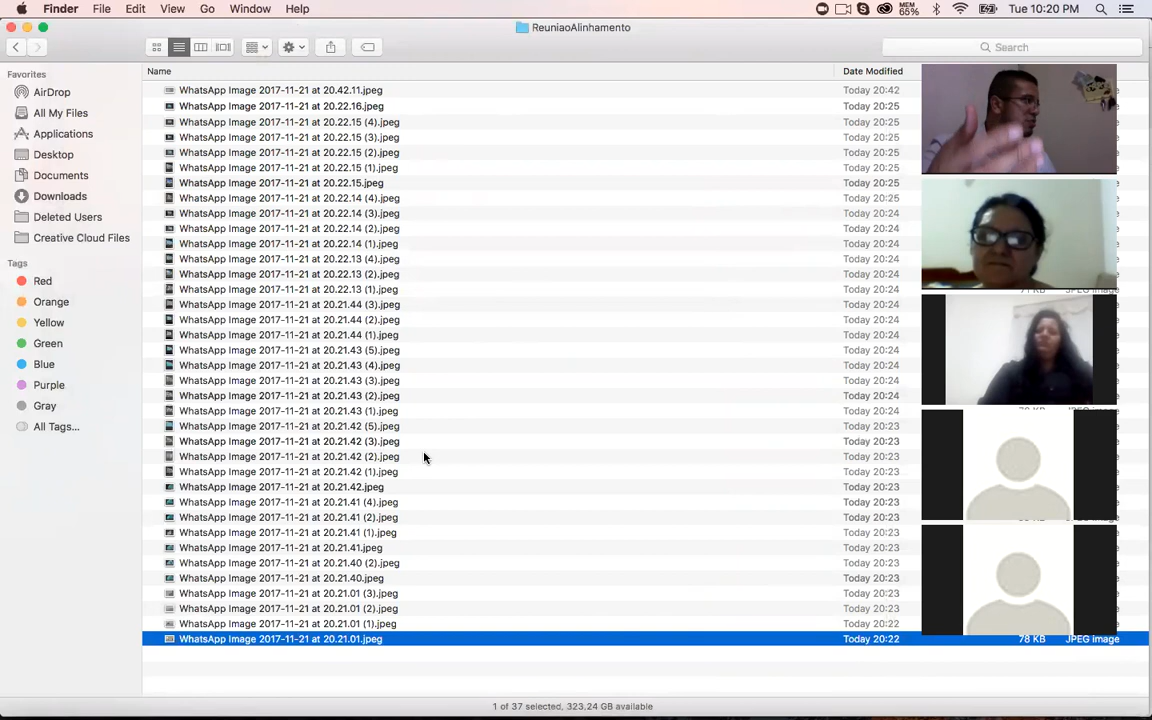 Finder File Edit View Go Window Help MEM 65% Tue 10:20 PM
ReuniaoAlinhamento
Search
Favorites
AirDrop
All My Files
Applications
Desktop
Documents
Downloads
Deleted Users
Creative Cloud Files
Tags
Red
Orange
Yellow
Green
Blue
Purple
Gray
All Tags...
Name Date Modified
WhatsApp Image 2017-11-21 at 20.42.11.jpeg Today 20:42
WhatsApp Image 2017-11-21 at 20.22.16.jpeg Today 20:25
WhatsApp Image 2017-11-21 at 20.22.15 (4).jpeg Today 20:25
WhatsApp Image 2017-11-21 at 20.22.15 (3).jpeg Today 20:25
WhatsApp Image 2017-11-21 at 20.22.15 (2).jpeg Today 20:25
WhatsApp Image 2017-11-21 at 20.22.15 (1).jpeg Today 20:25
WhatsApp Image 2017-11-21 at 20.22.15.jpeg Today 20:25
WhatsApp Image 2017-11-21 at 20.22.14 (4).jpeg Today 20:25
WhatsApp Image 2017-11-21 at 20.22.14 (3).jpeg Today 20:24
WhatsApp Image 2017-11-21 at 20.22.14 (2).jpeg Today 20:24
WhatsApp Image 2017-11-21 at 20.22.14 (1).jpeg Today 20:24
WhatsApp Image 2017-11-21 at 20.22.13 (4).jpeg Today 20:24
WhatsApp Image 2017-11-21 at 20.22.13 (2).jpeg Today 20:24
WhatsApp Image 2017-11-21 at 20.22.13 (1).jpeg Today 20:24
WhatsApp Image 2017-11-21 at 20.21.44 (3).jpeg Today 20:24
WhatsApp Image 2017-11-21 at 20.21.44 (2).jpeg Today 20:24
WhatsApp Image 2017-11-21 at 20.21.44 (1).jpeg Today 20:24
WhatsApp Image 2017-11-21 at 20.21.43 (5).jpeg Today 20:24
WhatsApp Image 2017-11-21 at 20.21.43 (4).jpeg Today 20:24
WhatsApp Image 2017-11-21 at 20.21.43 (3).jpeg Today 20:24
WhatsApp Image 2017-11-21 at 20.21.43 (2).jpeg Today 20:24
WhatsApp Image 2017-11-21 at 20.21.43 (1).jpeg Today 20:24
WhatsApp Image 2017-11-21 at 20.21.42 (5).jpeg Today 20:23
WhatsApp Image 2017-11-21 at 20.21.42 (3).jpeg Today 20:23
WhatsApp Image 2017-11-21 at 20.21.42 (2).jpeg Today 20:23
WhatsApp Image 2017-11-21 at 20.21.42 (1).jpeg Today 20:23
WhatsApp Image 2017-11-21 at 20.21.42.jpeg Today 20:23
WhatsApp Image 2017-11-21 at 20.21.41 (4).jpeg Today 20:23
WhatsApp Image 2017-11-21 at 20.21.41 (2).jpeg Today 20:23
WhatsApp Image 2017-11-21 at 20.21.41 (1).jpeg Today 20:23
WhatsApp Image 2017-11-21 at 20.21.41.jpeg Today 20:23
WhatsApp Image 2017-11-21 at 20.21.40 (2).jpeg Today 20:23
WhatsApp Image 2017-11-21 at 20.21.40.jpeg Today 20:23
WhatsApp Image 2017-11-21 at 20.21.01 (3).jpeg Today 20:23
WhatsApp Image 2017-11-21 at 20.21.01 (2).jpeg Today 20:23
WhatsApp Image 2017-11-21 at 20.21.01 (1).jpeg Today 20:23
WhatsApp Image 2017-11-21 at 20.21.01.jpeg Today 20:22 78 KB JPEG image
1 of 37 selected, 323.24 GB available